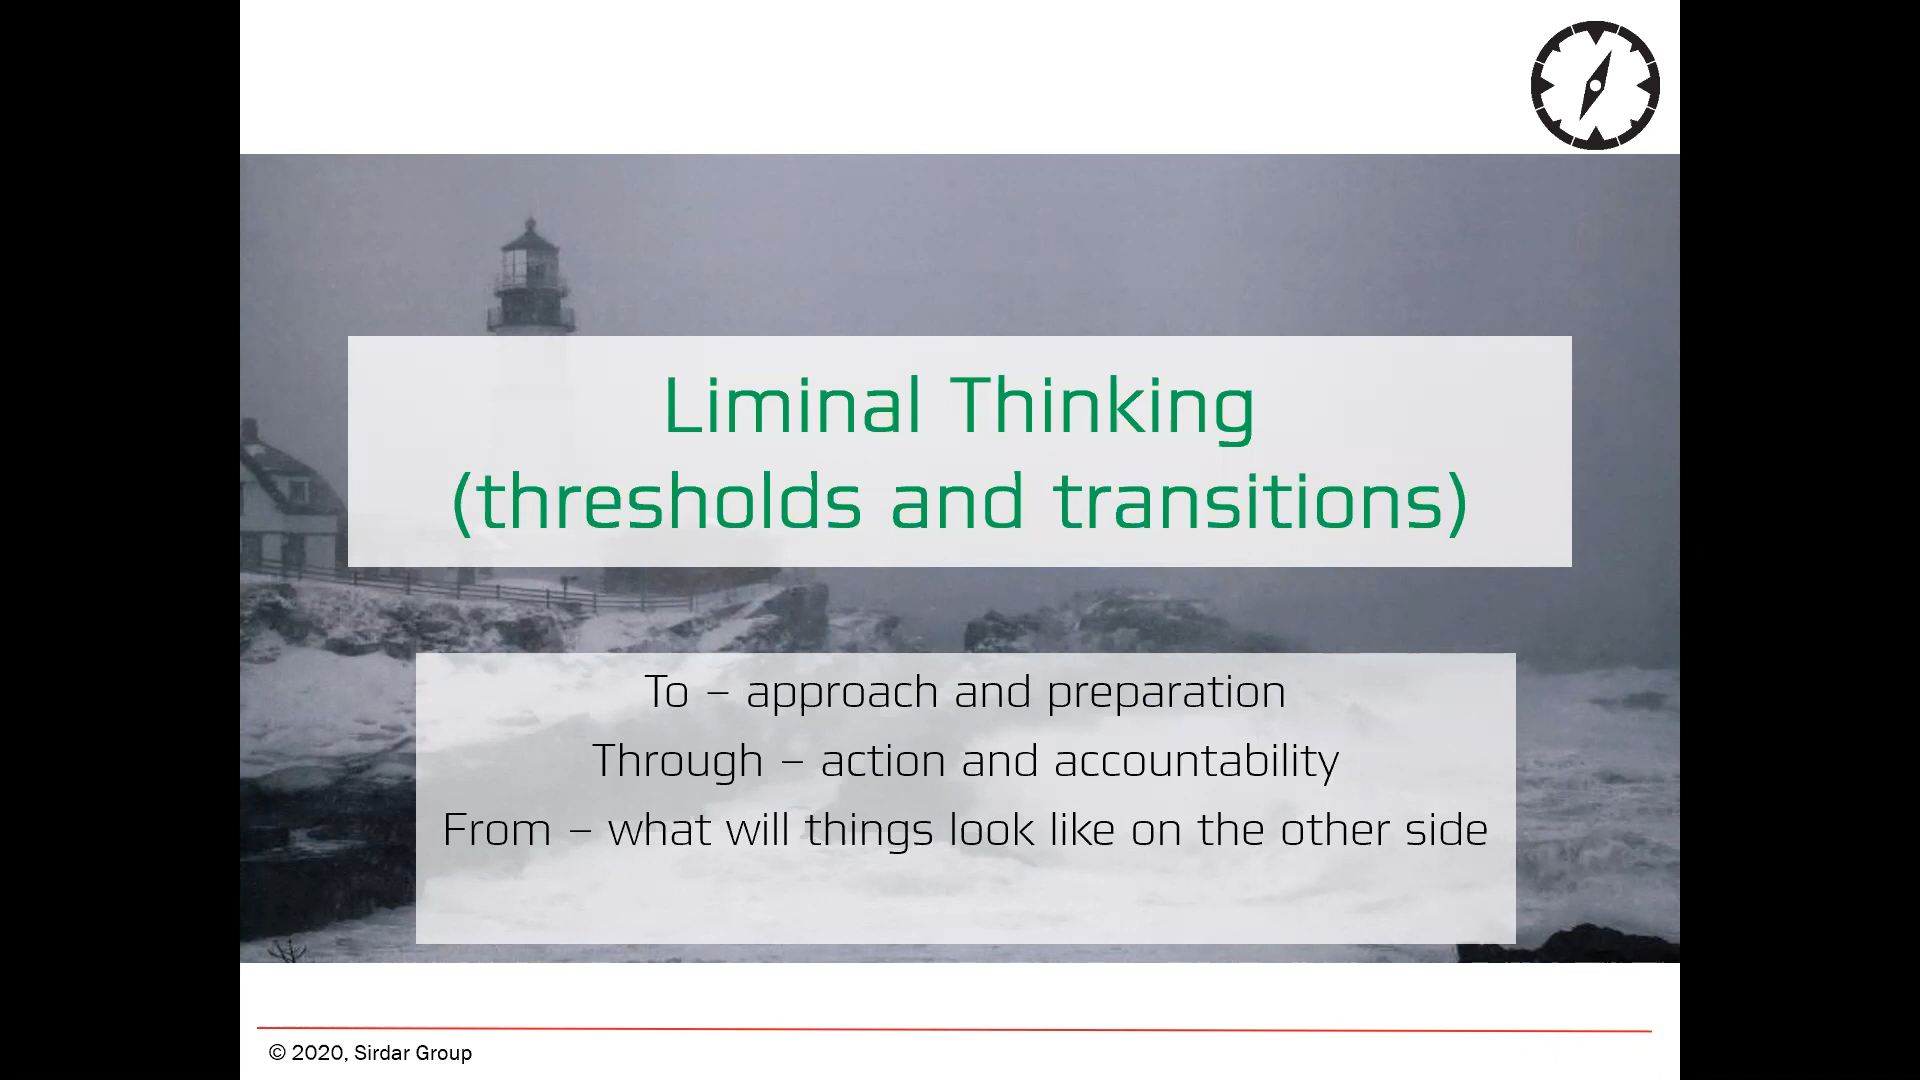 Liminal Thinking
(thresholds and transitions)
To – approach and preparation
Through – action and accountability
From – what will things look like on the other side
© 2020, Sirdar Group